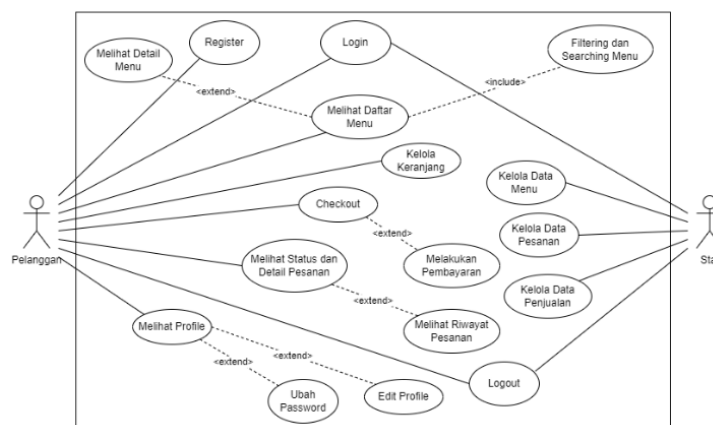 Register
Login
Filtering dan
Searching Menu
Melihat Detail
Menu
<extend>
<include>
Melihat Daftar
Menu
Kelola
Keranjang
Kelola Data
Menu
Checkout
<extend>
Kelola Data
Pesanan
Pelanggan
Sta
Melihat Status dan
Detail Pesanan
Melakukan
Pembayaran
Kelola Data
Penjualan
<extend>
Melihat Profile
Melihat Riwayat
Pesanan
<extend>
<extend>
Logout
Ubah
Password
Edit Profile